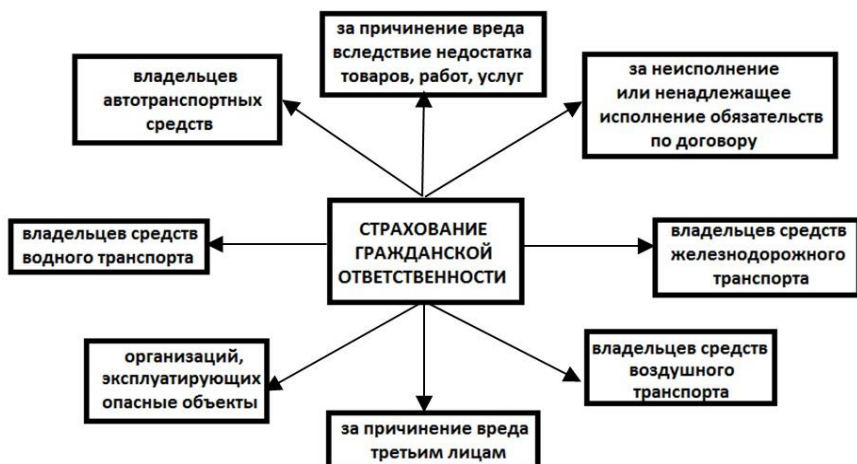 за причинение вреда
вследствие недостатка
товаров, работ, услуг
владельцев
автотранспортных
средств
за неисполнение
или ненадлежащее
исполнение обязательств
по договору
владельцев средств
водного транспорта
СТРАХОВАНИЕ
ГРАЖДАНСКОЙ
ОТВЕТСТВЕННОСТИ
владельцев средств
железнодорожного
транспорта
организаций,
эксплуатирующих
опасные объекты
владельцев средств
воздушного
транспорта
за причинение вреда
третьим лицам